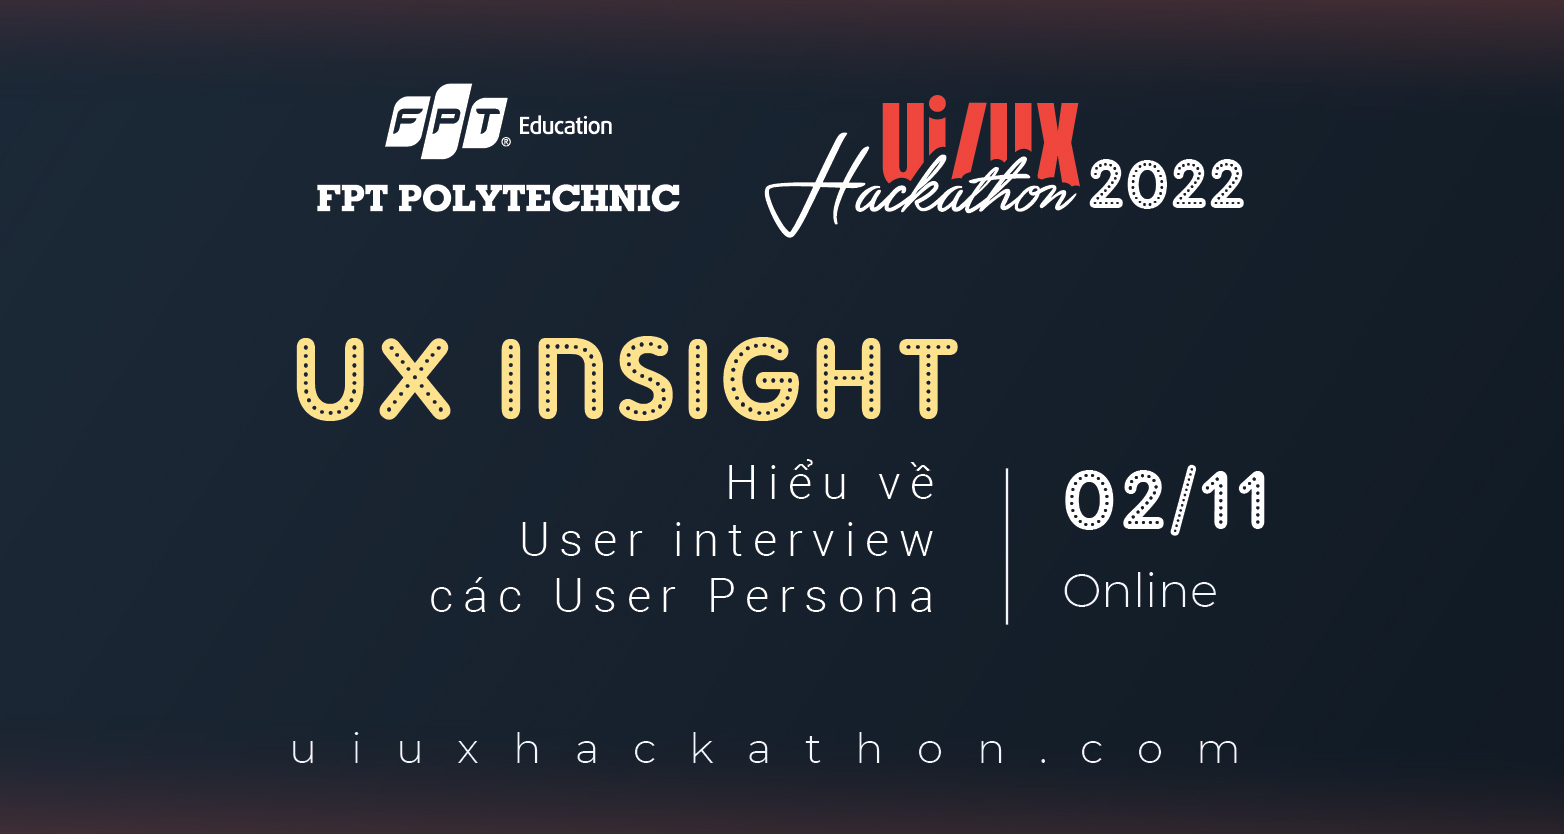 FPT® Education
FPT POLYTECHNIC
Ui/UX
Hackathon 2022
UX INSIGHT
Hiểu về
User interview
các User Persona
02/11
Online
uiuxhackathon.com